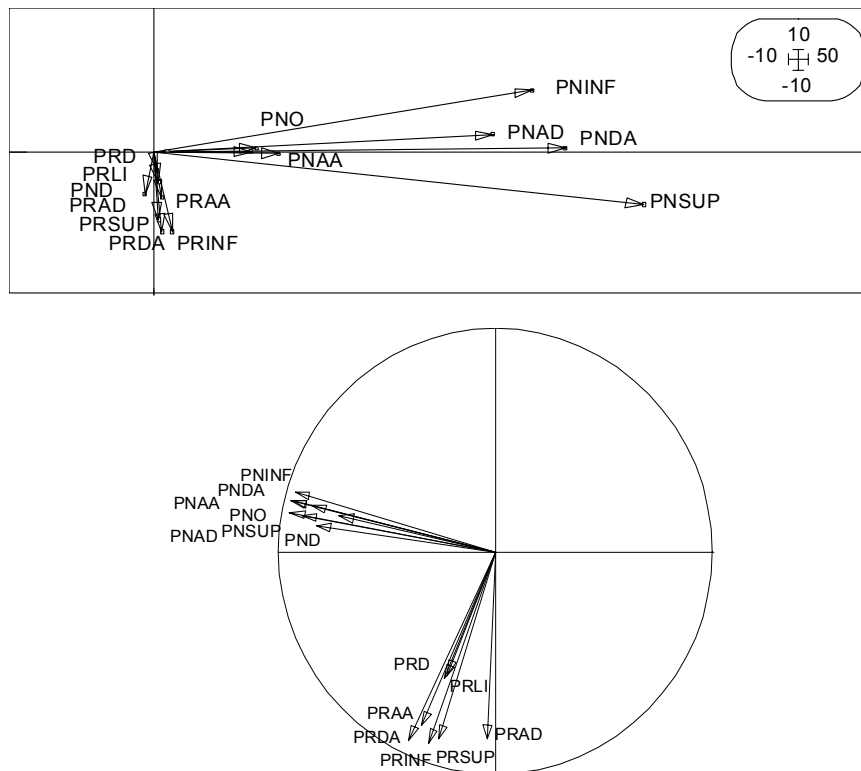 10
-10 50
-10
PNINF
PNO
PNAD PNDA
PRD PNAA
PRLI
PND
PRAD PRAA PNSUP
PRSUP
PRDA PRINF
PNINF
PNDA
PNAA
PNO
PNAD PNSUP PND
PRD
PRLI
PRAA
PRDA PRAD
PRINF PRSUP